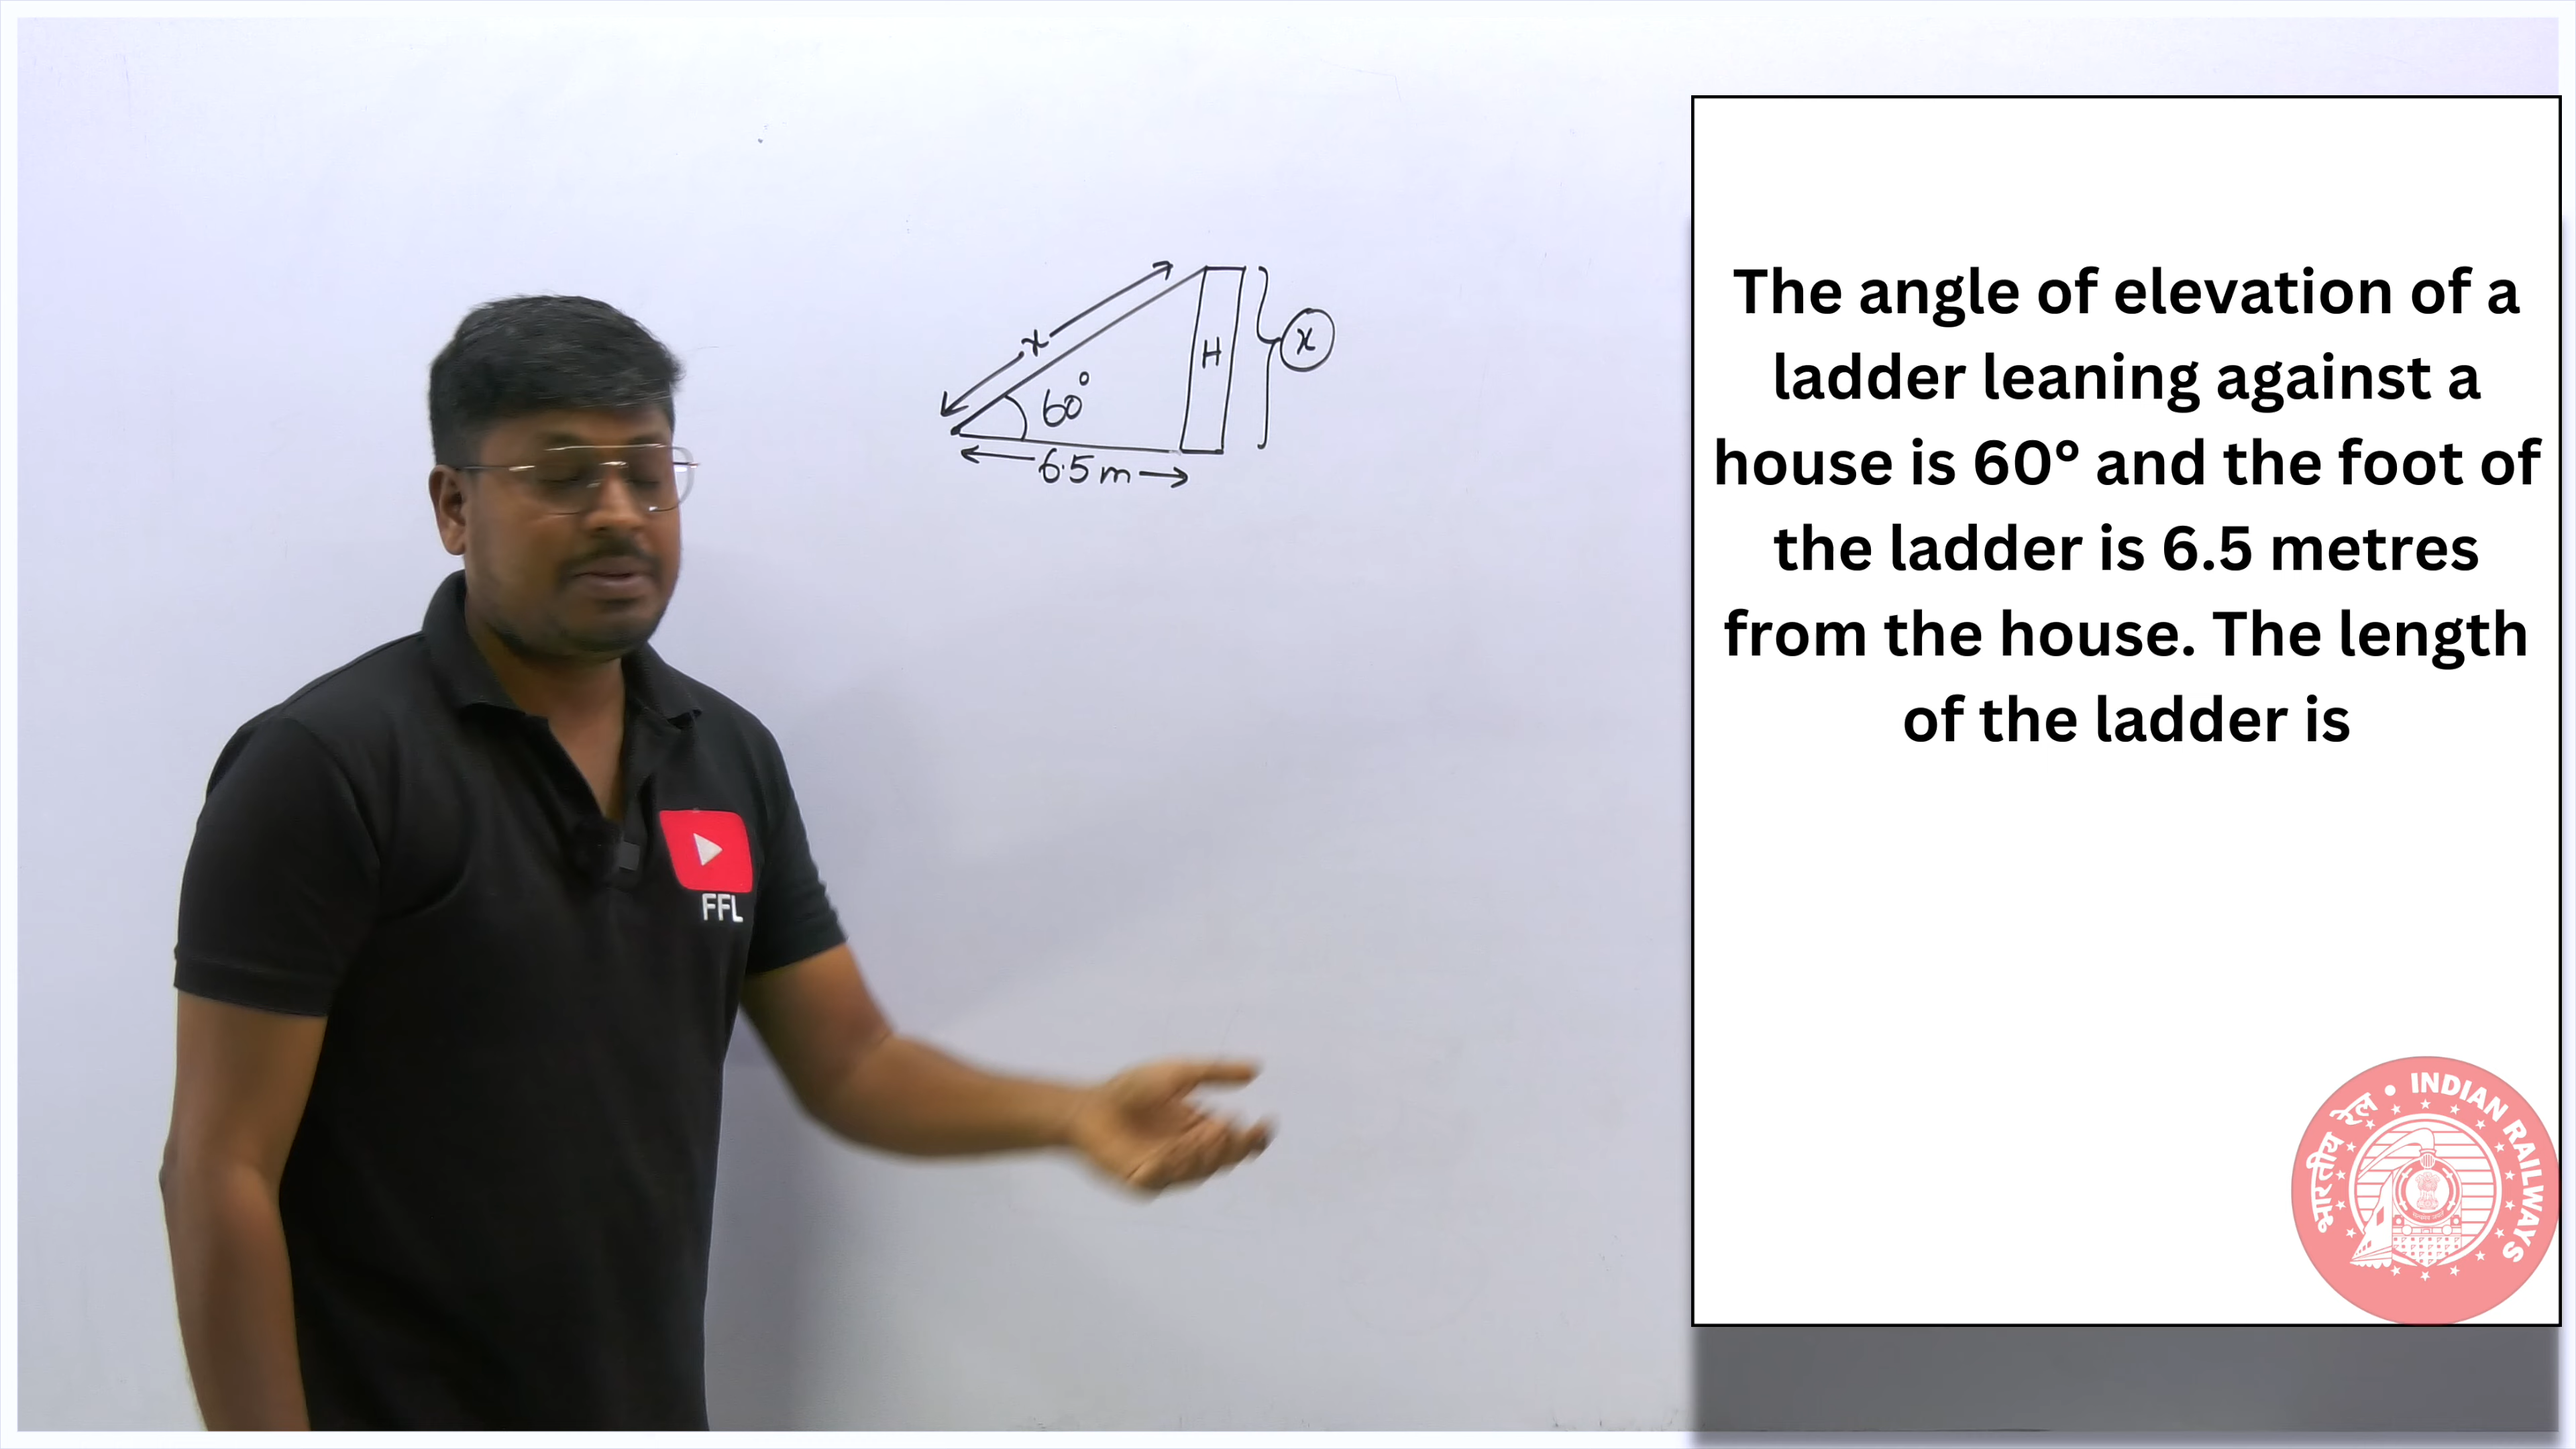 x
60°
H
x
6.5 m
FFL
The angle of elevation of a
ladder leaning against a
house is 60° and the foot of
the ladder is 6.5 metres
from the house. The length
of the ladder is
भारतीय रेल • INDIAN RAILWAYS